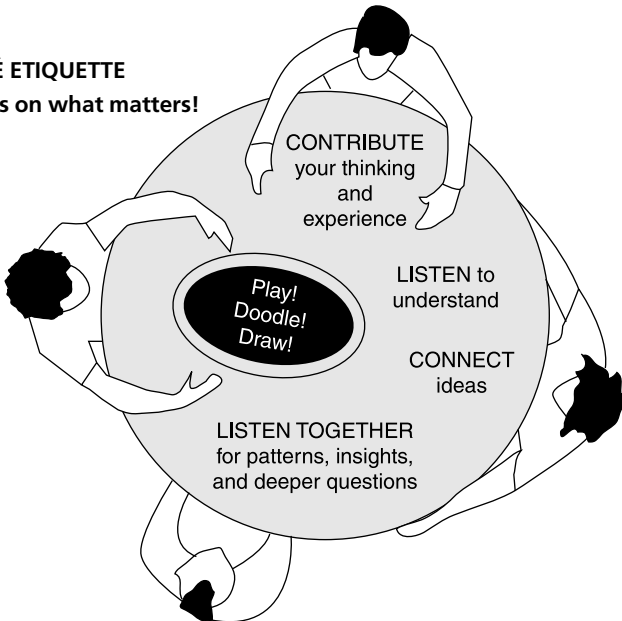 É ETIQUETTE
s on what matters!
CONTRIBUTE
your thinking
and
experience
LISTEN to
understand
Play!
Doodle!
Draw!
CONNECT
ideas
LISTEN TOGETHER
for patterns, insights,
and deeper questions